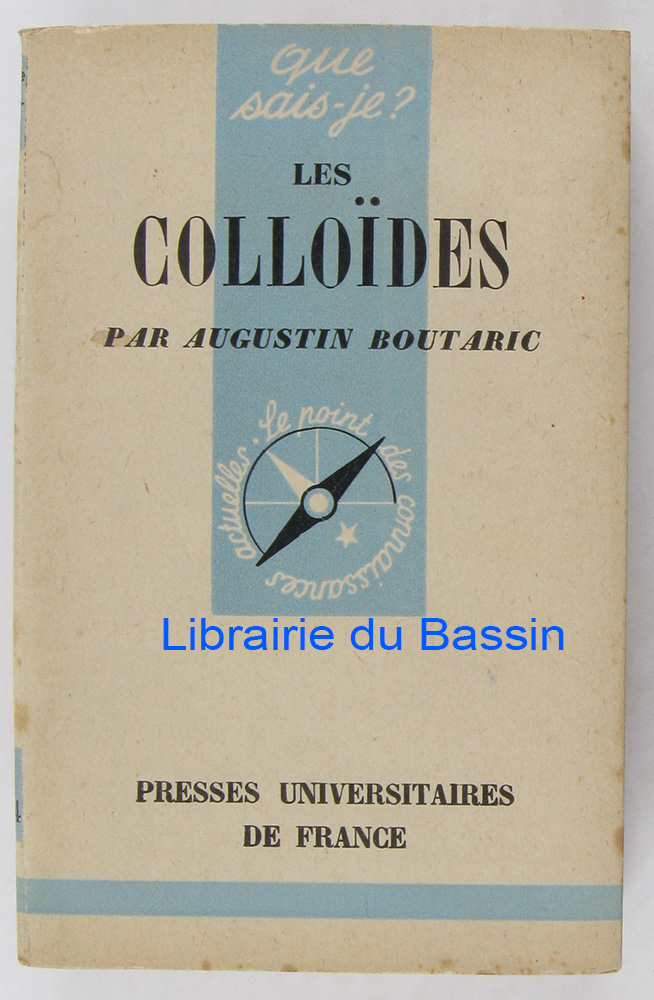 que
sais-je?
LES
COLLOÏDES
PAR AUGUSTIN BOUTARIC
Le point des connaissances actuelles.
Librairie du Bassin
PRESSES UNIVERSITAIRES
DE FRANCE